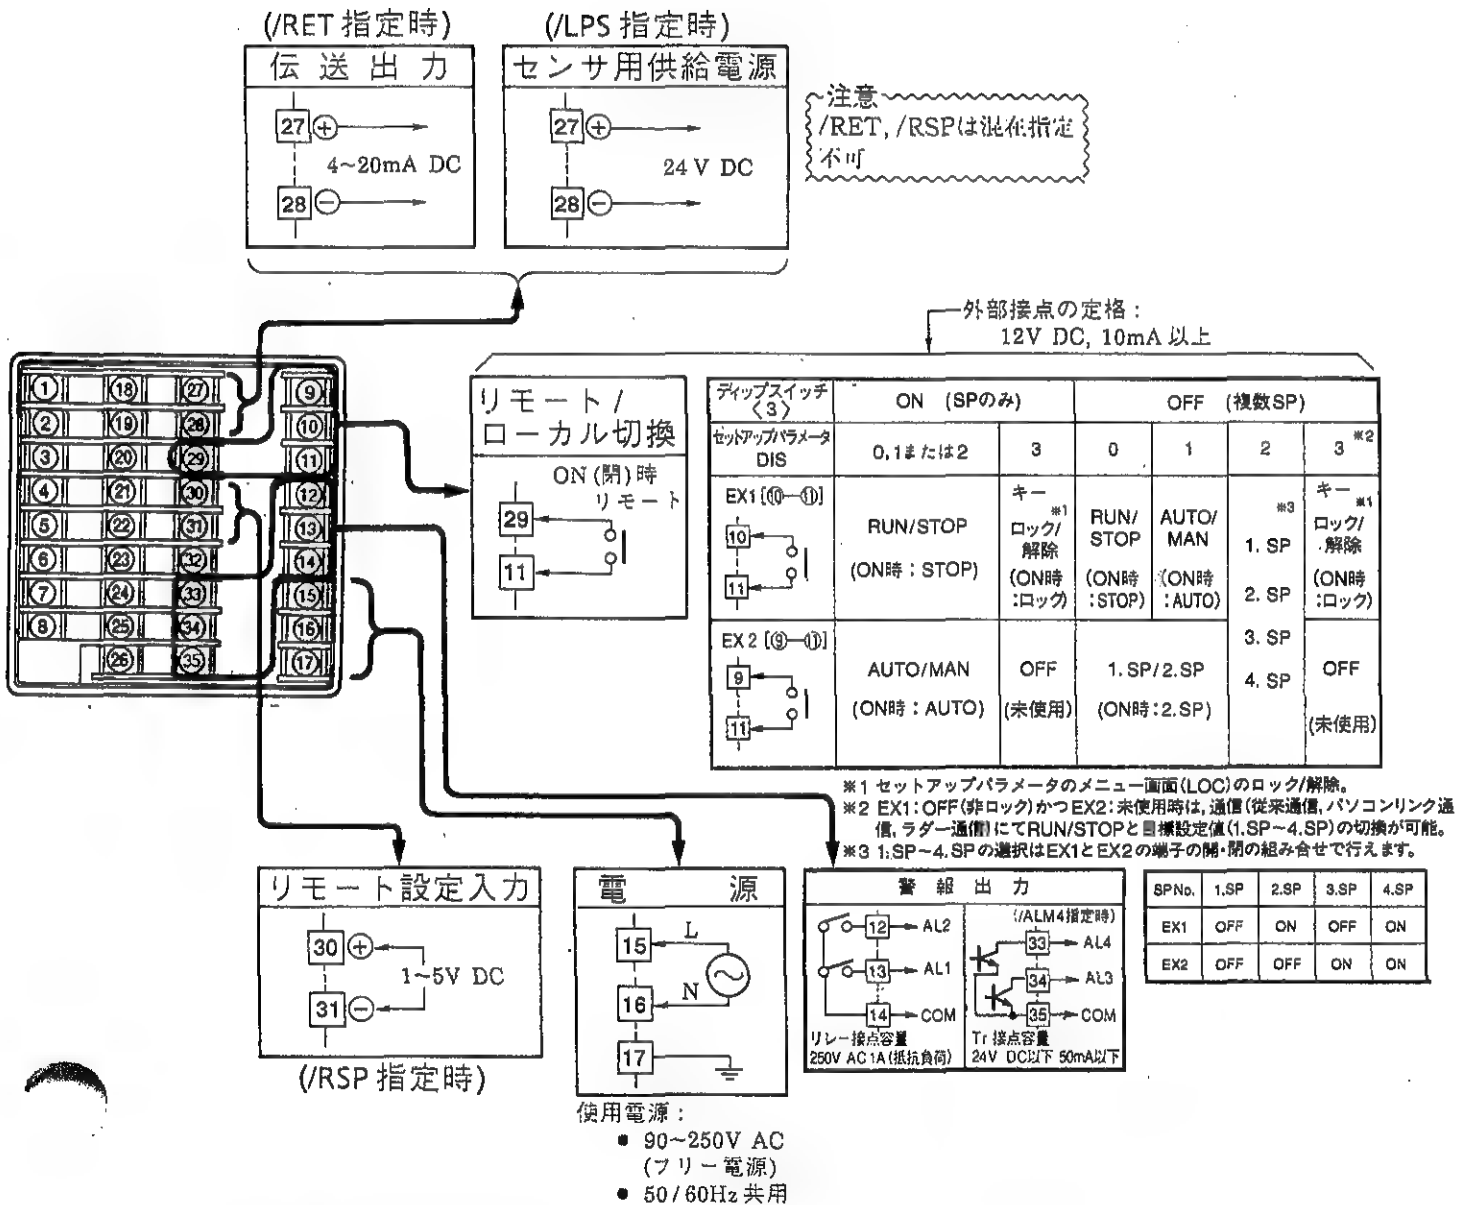 (/RET 指定時)
伝送出力
27 ⊕
4~20mA DC
28 ⊖
(/LPS 指定時)
センサ用供給電源
27 ⊕
24 V DC
28 ⊖
注意
/RET, /RSPは混在指定
不可
外部接点の定格:
12V DC, 10mA 以上
① ⑱ ㉗ ⑨
② ⑲ ㉘ ⑩
③ ⑳ ㉙ ⑪
④ ㉑ ㉚ ⑫
⑤ ㉒ ㉛ ⑬
⑥ ㉓ ㉜ ⑭
⑦ ㉔ ㉝ ⑮
⑧ ㉕ ㉞ ⑯
㉖ ㉟ ⑰
リモート/
ローカル切換
ON (閉)時
リモート
29
11
ディップスイッチ
〈3〉
ON (SPのみ)
OFF (複数SP)
セットアップパラメータ
DIS
0,1または2
3
0
1
2
3 ※2
EX1 [⑩―⑪]
10
11
RUN/STOP
(ON時:STOP)
キー
※1
ロック/
解除
(ON時
:ロック)
RUN/
STOP
(ON時
:STOP)
AUTO/
MAN
(ON時
:AUTO)
※3
1. SP
2. SP
3. SP
4. SP
キー
※1
ロック/
解除
(ON時
:ロック)
EX 2 [⑨―⑪]
9
11
AUTO/MAN
(ON時:AUTO)
OFF
(未使用)
1. SP/2.SP
(ON時:2.SP)
OFF
(未使用)
※1 セットアップパラメータのメニュー画面(LOC)のロック/解除。
※2 EX1:OFF(非ロック)かつEX2:未使用時は,通信(従来通信,パソコンリンク通
信,ラダー通信)にてRUN/STOPと目標設定値(1.SP~4.SP)の切換が可能。
※3 1.SP~4.SPの選択はEX1とEX2の端子の開・閉の組み合せで行えます。
SPNo. 1.SP 2.SP 3.SP 4.SP
EX1 OFF ON OFF ON
EX2 OFF OFF ON ON
リモート設定入力
30 ⊕
1~5V DC
31 ⊖
(/RSP 指定時)
電源
15 L
16 N
17
使用電源:
● 90~250V AC
(フリー電源)
● 50/60Hz 共用
警報出力
12 AL2
13 AL1
14 COM
リレー接点容量
250V AC 1A (抵抗負荷)
(/ALM4指定時)
33 AL4
34 AL3
35 COM
Tr 接点容量
24V DC以下 50mA以下